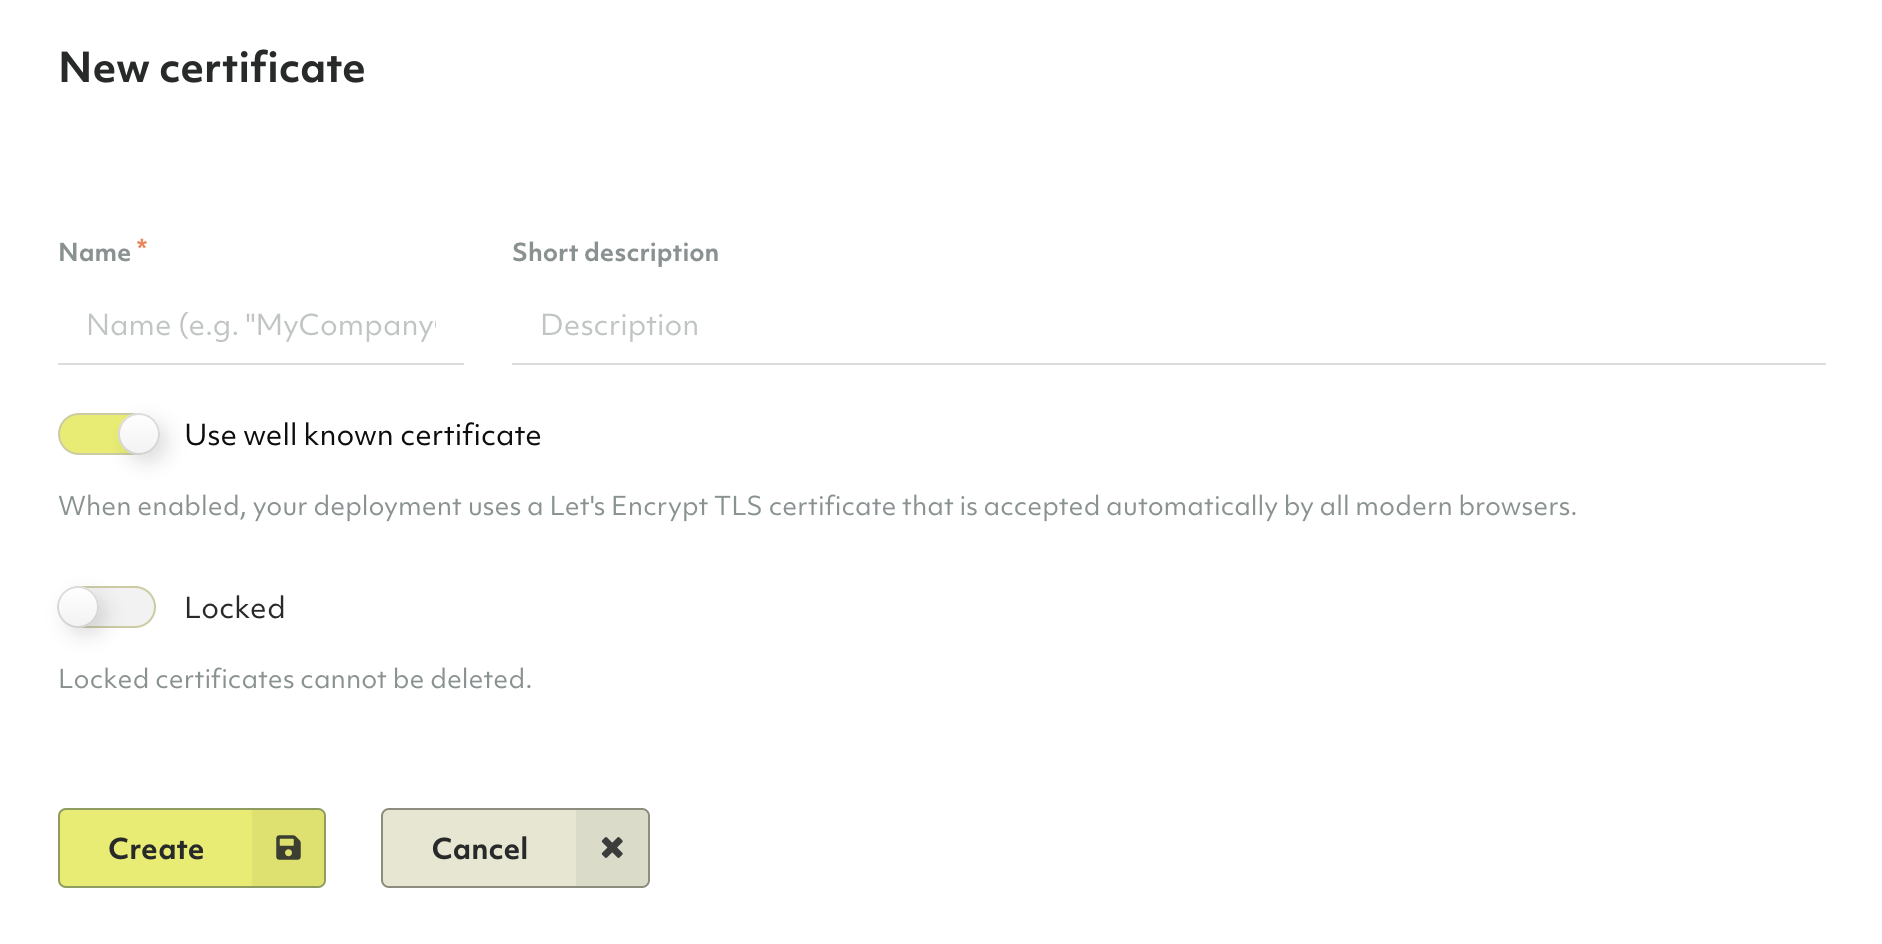 New certificate
Name *
Short description
Name (e.g. "MyCompany
Description
Use well known certificate
When enabled, your deployment uses a Let's Encrypt TLS certificate that is accepted automatically by all modern browsers.
Locked
Locked certificates cannot be deleted.
Create
Cancel